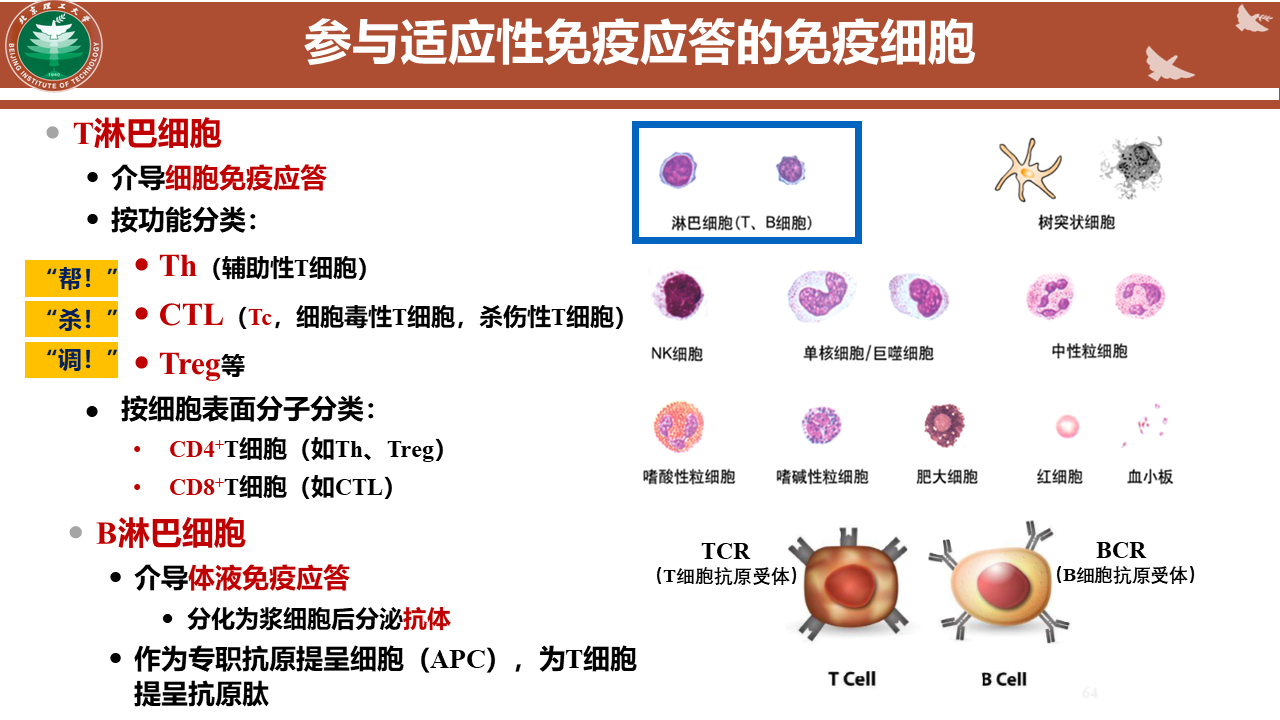 北京理工大学
BEIJING INSTITUTE OF TECHNOLOGY
1940
参与适应性免疫应答的免疫细胞
T淋巴细胞
介导细胞免疫应答
按功能分类：
“帮！” Th（辅助性T细胞）
“杀！” CTL（Tc，细胞毒性T细胞，杀伤性T细胞）
“调！” Treg等
按细胞表面分子分类：
CD4⁺T细胞（如Th、Treg）
CD8⁺T细胞（如CTL）
B淋巴细胞
介导体液免疫应答
分化为浆细胞后分泌抗体
作为专职抗原提呈细胞（APC），为T细胞
提呈抗原肽
淋巴细胞（T、B细胞）
树突状细胞
NK细胞
单核细胞/巨噬细胞
中性粒细胞
嗜酸性粒细胞
嗜碱性粒细胞
肥大细胞
红细胞
血小板
TCR
（T细胞抗原受体）
BCR
（B细胞抗原受体）
T Cell
B Cell
64